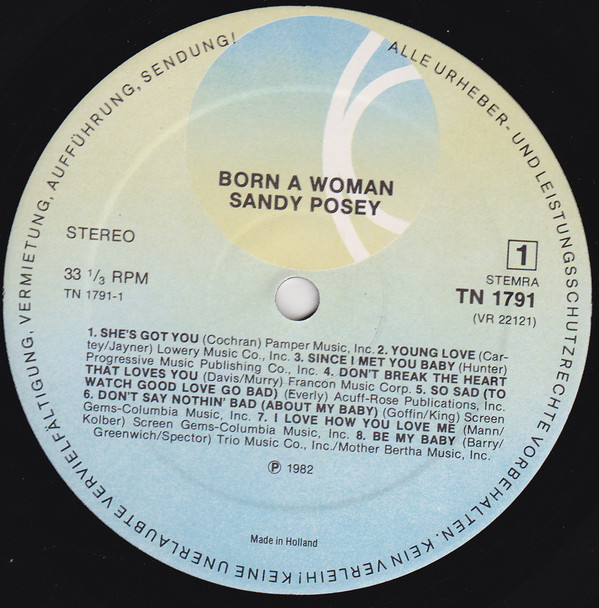 BORN A WOMAN
SANDY POSEY
STEREO
33 1/3 RPM
TN 1791-1
1
STEMRA
TN 1791
(VR 22121)
1. SHE'S GOT YOU (Cochran) Pamper Music, Inc. 2. YOUNG LOVE (Car-
tey/Jayner) Lowery Music Co., Inc. 3. SINCE I MET YOU BABY (Hunter)
Progressive Music Publishing Co., Inc. 4. DON'T BREAK THE HEART
THAT LOVES YOU (Davis/Murry) Francon Music Corp. 5. SO SAD (TO
WATCH GOOD LOVE GO BAD) (Everly) Acuff-Rose Publications, Inc.
6. DON'T SAY NOTHIN' BAD (ABOUT MY BABY) (Goffin/King) Screen
Gems-Columbia Music, Inc. 7. I LOVE HOW YOU LOVE ME (Mann/
Kolber) Screen Gems-Columbia Music, Inc. 8. BE MY BABY (Barry/
Greenwich/Spector) Trio Music Co., Inc./Mother Bertha Music, Inc.
℗ 1982
Made in Holland
ALLE URHEBER- UND LEISTUNGSSCHUTZRECHTE VORBEHALTEN. KEIN VERLEIH! KEINE UNERLAUBTE VERVIELFÄLTIGUNG, VERMIETUNG, AUFFÜHRUNG, SENDUNG!